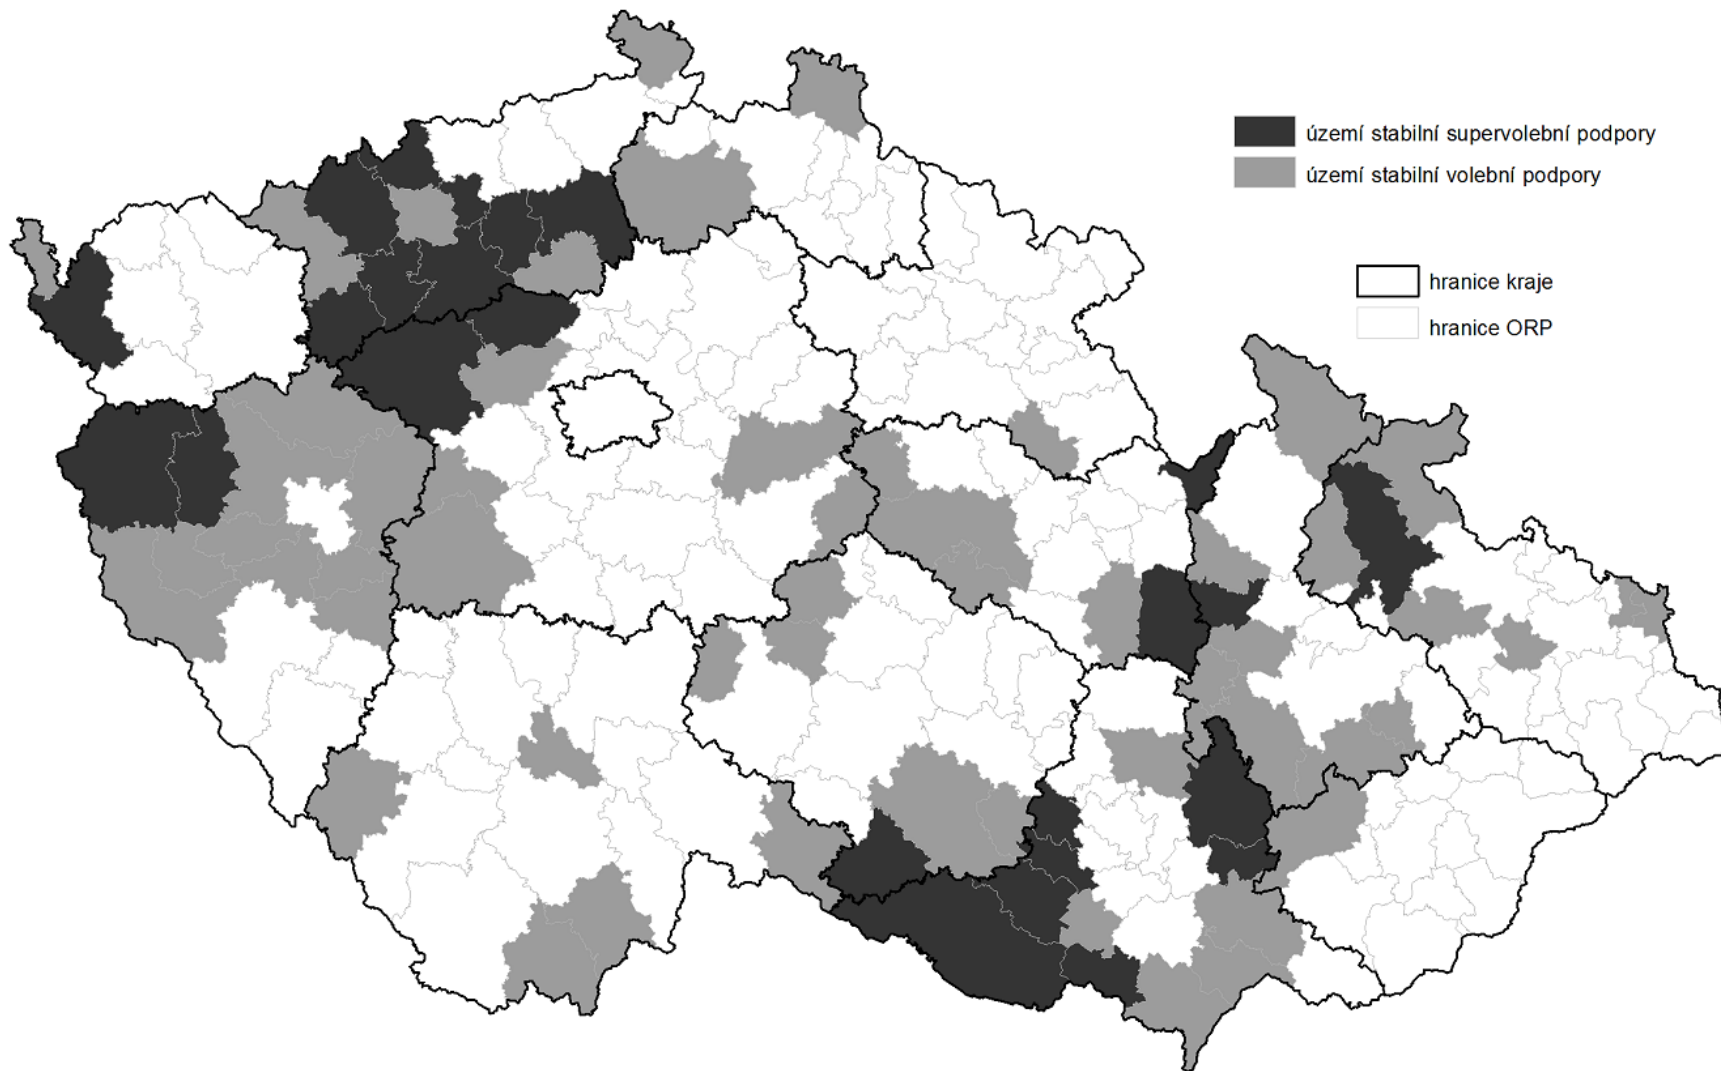 území stabilní supervolební podpory
území stabilní volební podpory
hranice kraje
hranice ORP